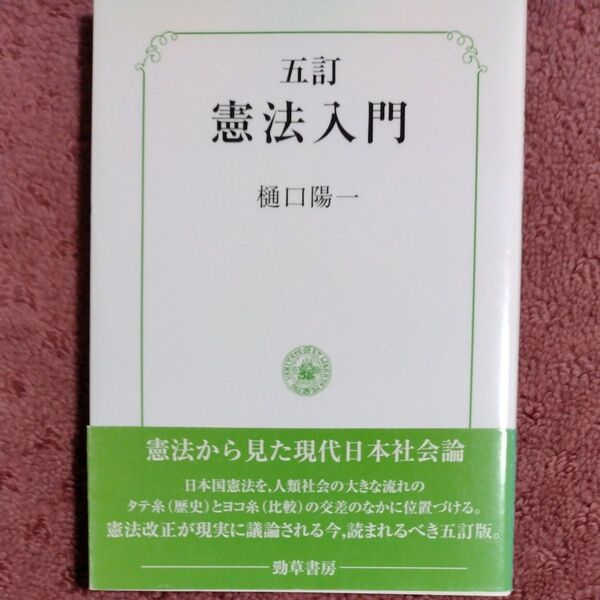 五訂
憲法入門
樋口陽一
憲法から見た現代日本社会論
日本国憲法を,人類社会の大きな流れの
タテ糸(歴史)とヨコ糸(比較)の交差のなかに位置づける。
憲法改正が現実に議論される今,読まれるべき五訂版。
勁草書房